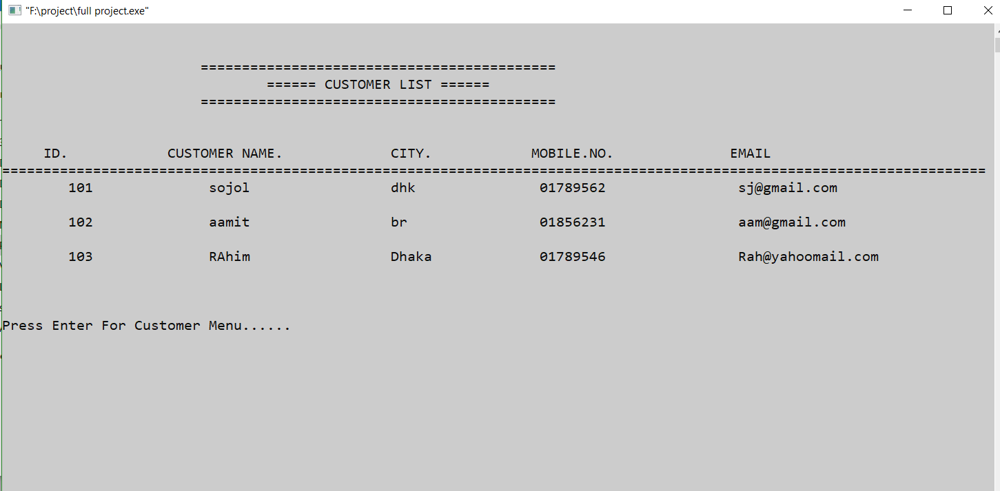 "F:\project\full project.exe"
===========================================
====== CUSTOMER LIST ======
===========================================
ID. CUSTOMER NAME. CITY. MOBILE.NO. EMAIL
=======================================================================================================================
101 sojol dhk 01789562 sj@gmail.com
102 aamit br 01856231 aam@gmail.com
103 RAhim Dhaka 01789546 Rah@yahoomail.com
Press Enter For Customer Menu......